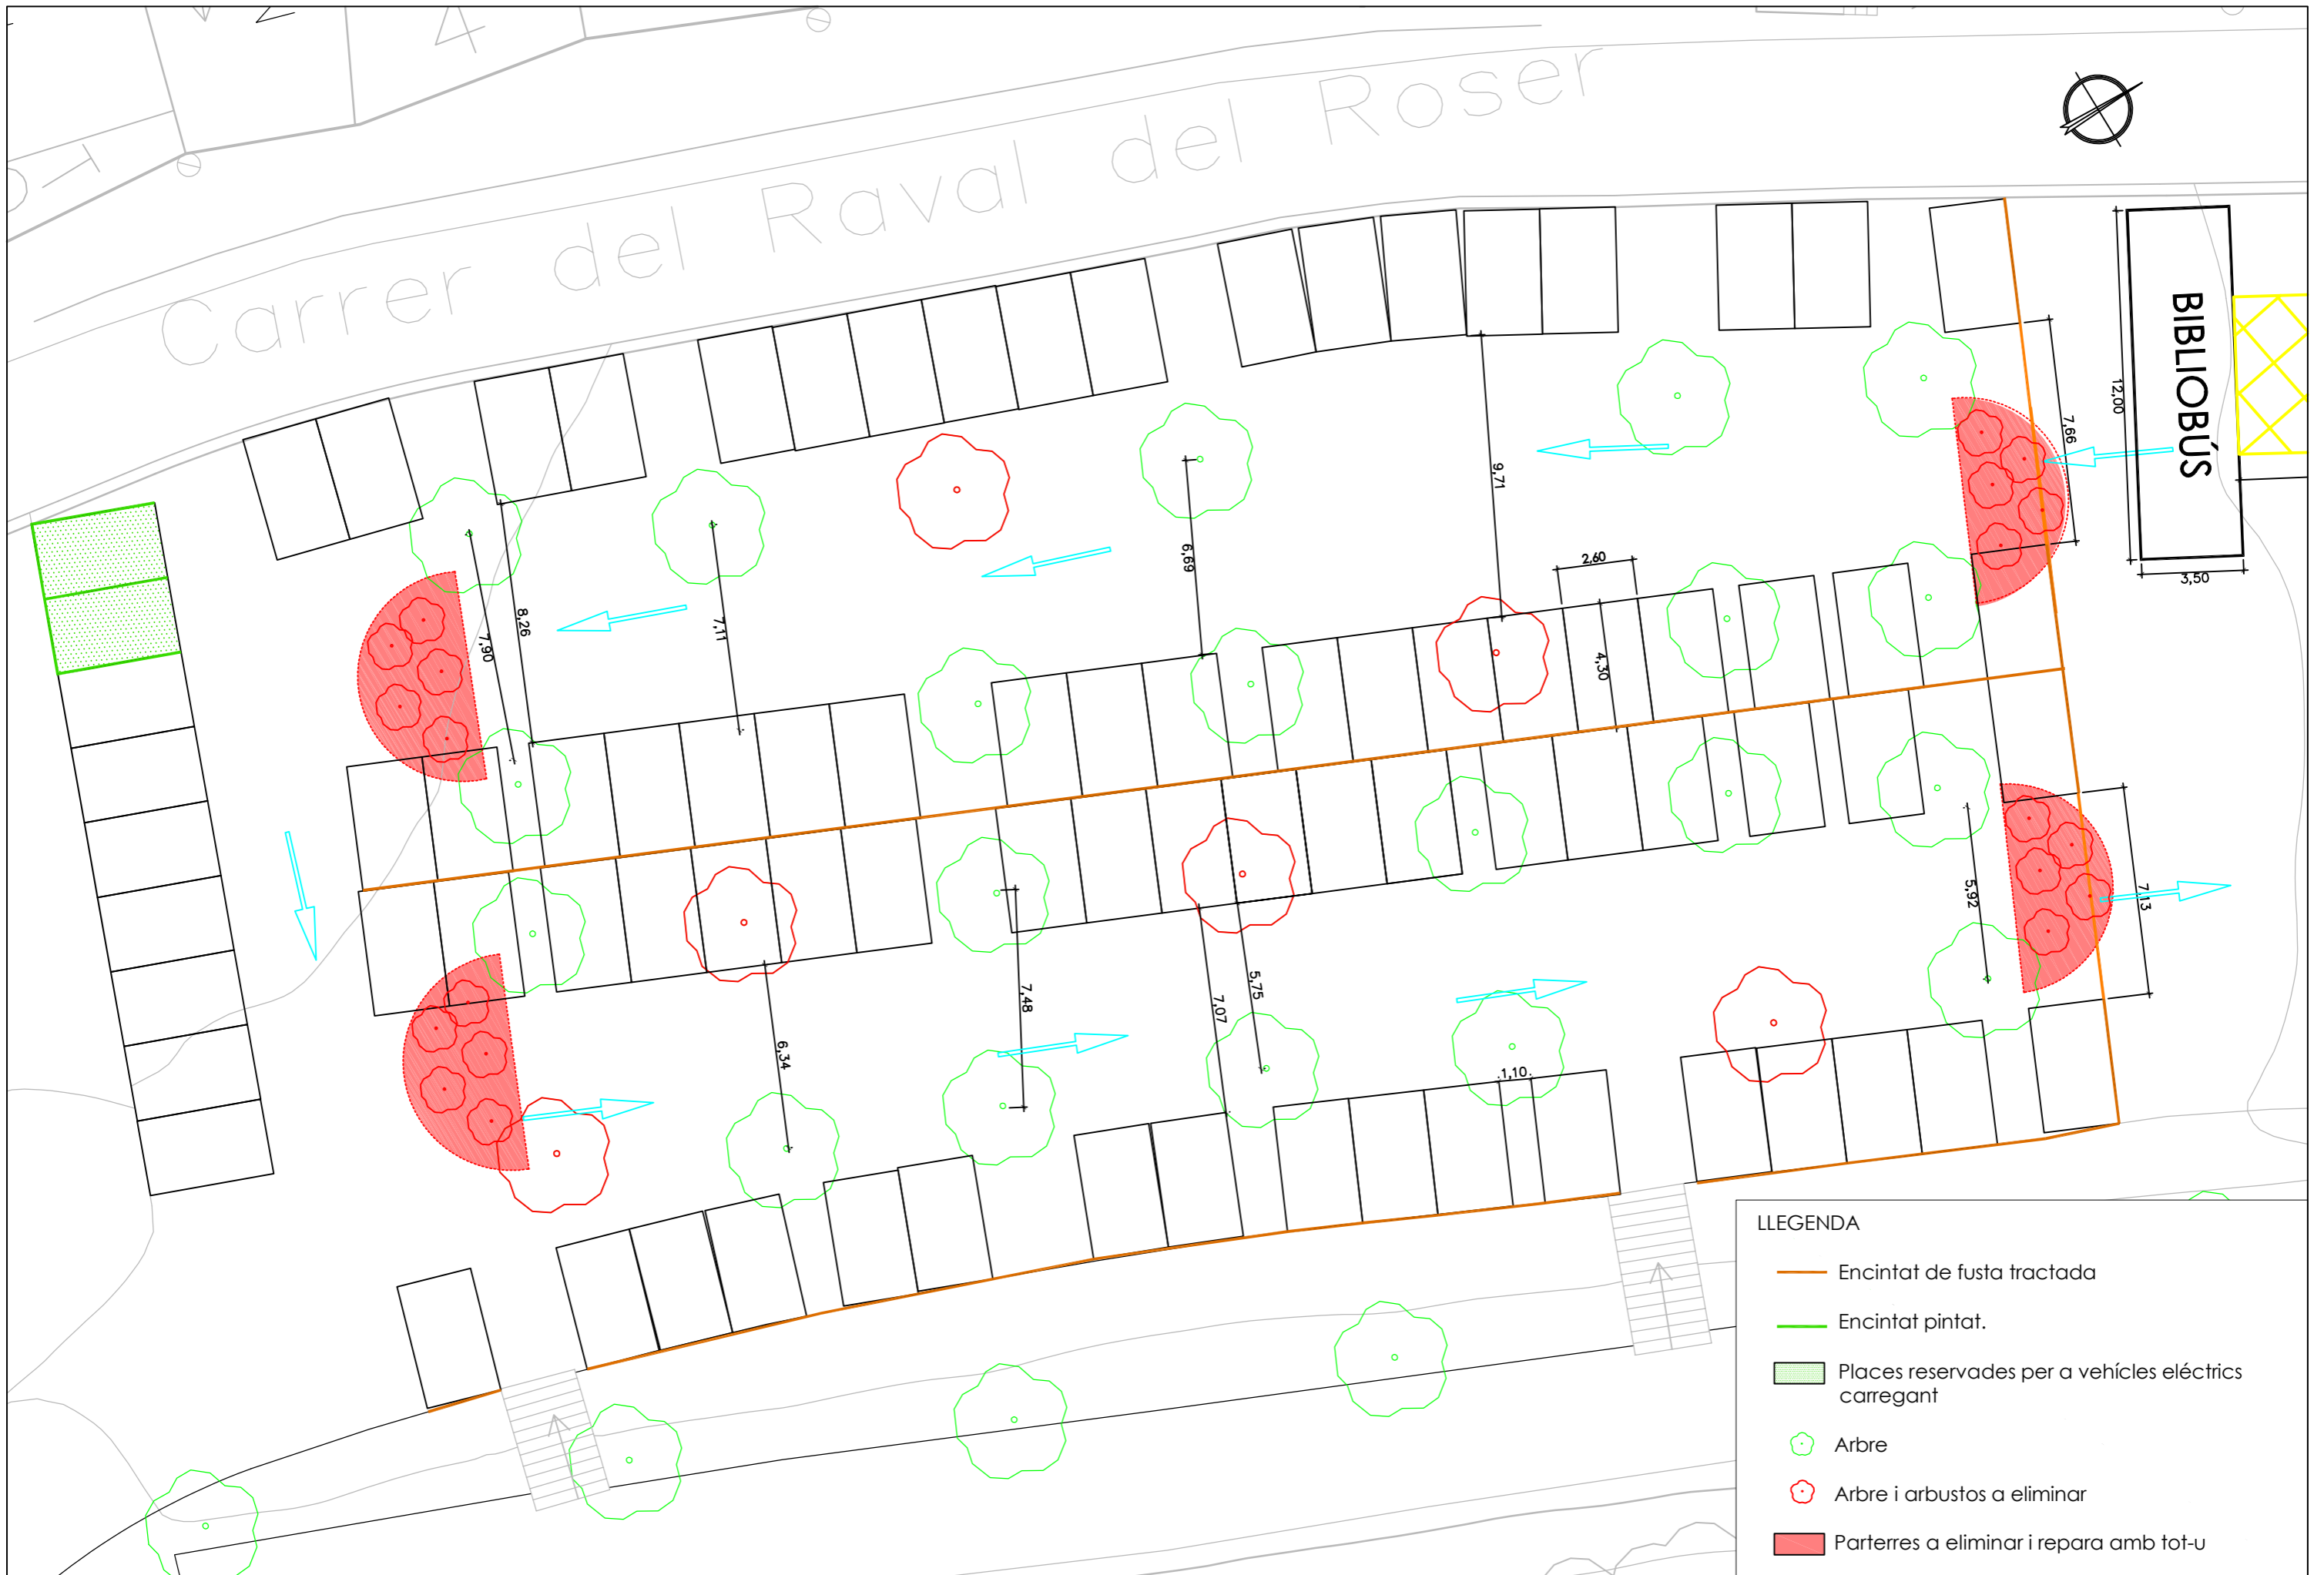 4
Carrer del Raval del Roser
BIBLIOBÚS
12,00
3,50
7,66
9,71
6,69
2,60
4,30
8,26
7,90
7,11
7,13
5,92
7,48
7,07
5,75
6,34
1,10
LLEGENDA
Encintat de fusta tractada
Encintat pintat.
Places reservades per a vehícles eléctrics
carregant
Arbre
Arbre i arbustos a eliminar
Parterres a eliminar i repara amb tot-u